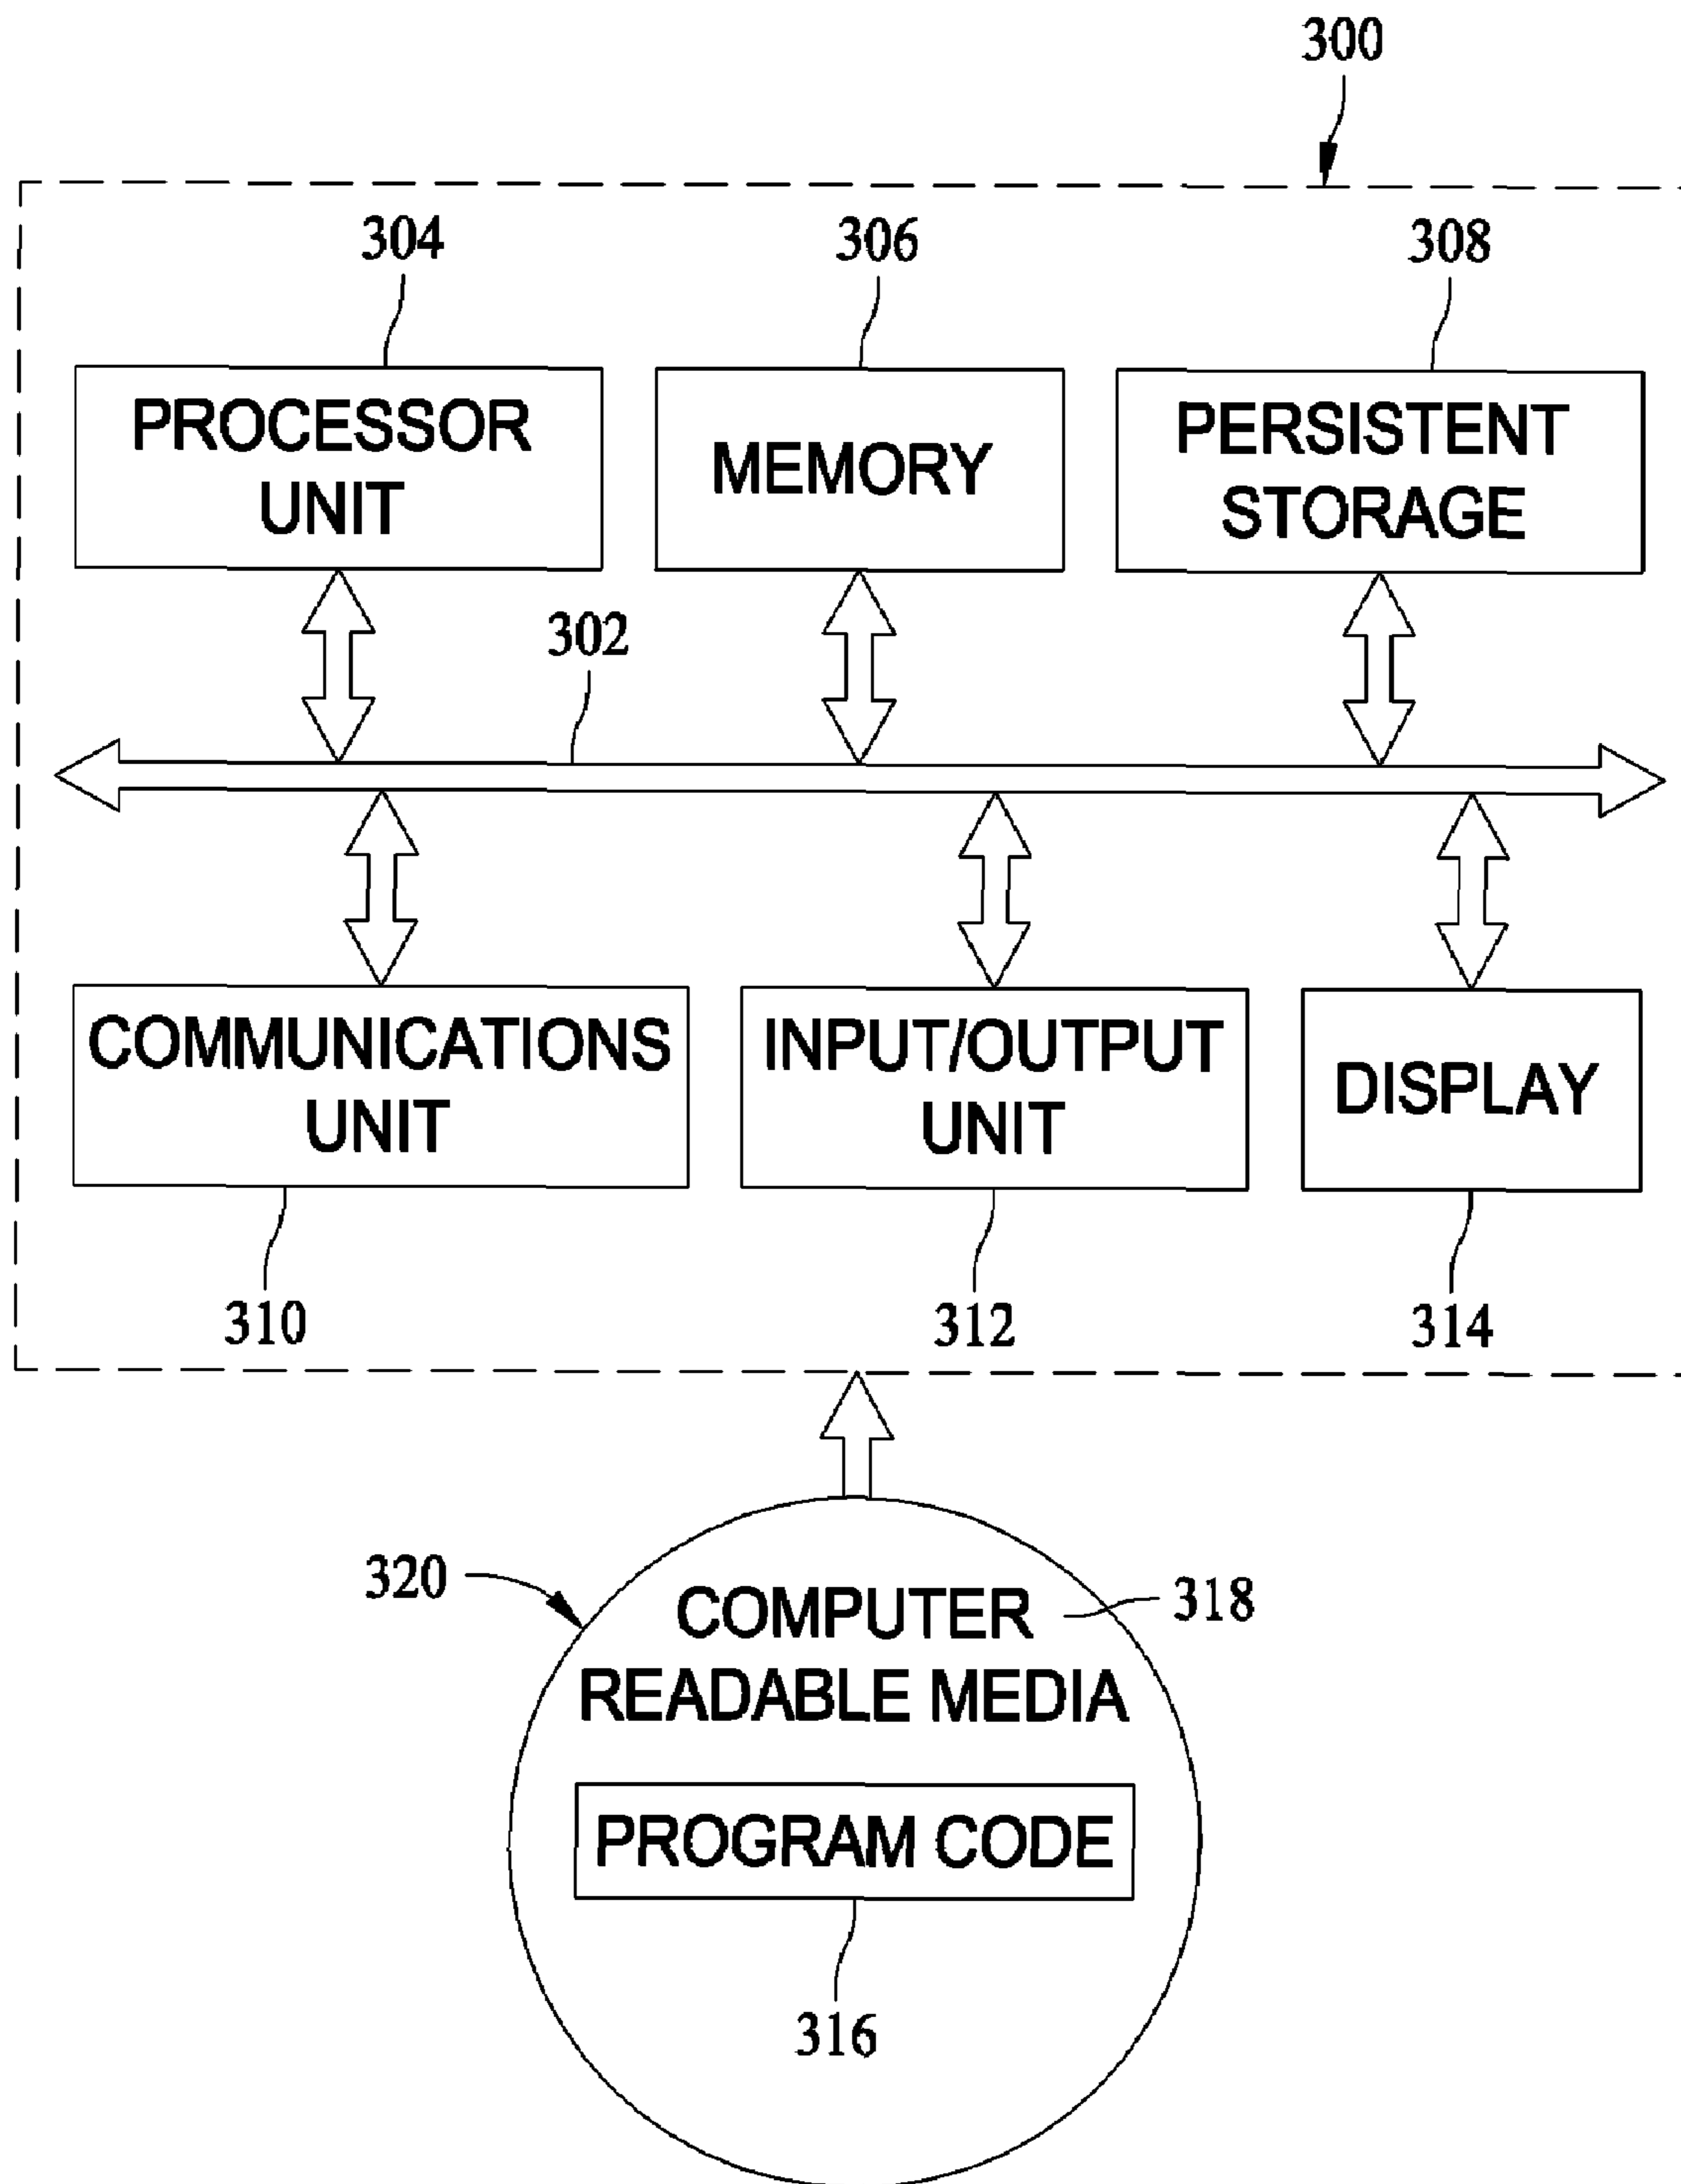 300
304
306
308
PROCESSOR
UNIT
MEMORY
PERSISTENT
STORAGE
302
COMMUNICATIONS
UNIT
INPUT/OUTPUT
UNIT
DISPLAY
310
312
314
320
COMPUTER
318
READABLE MEDIA
PROGRAM CODE
316